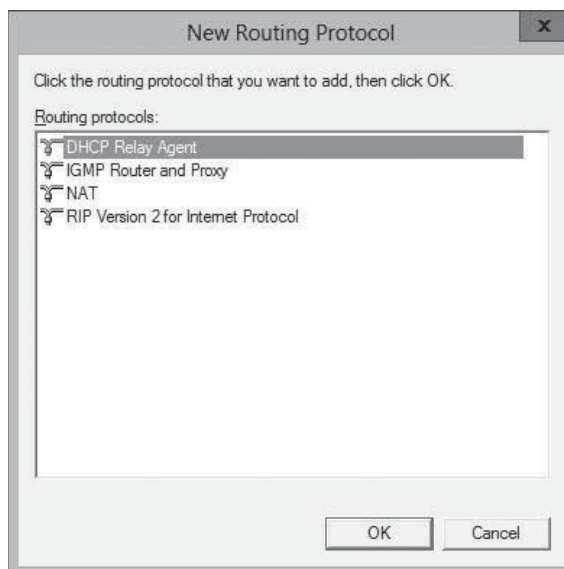 New Routing Protocol
X
Click the routing protocol that you want to add, then click OK.
Routing protocols:
DHCP Relay Agent
IGMP Router and Proxy
NAT
RIP Version 2 for Internet Protocol
OK
Cancel